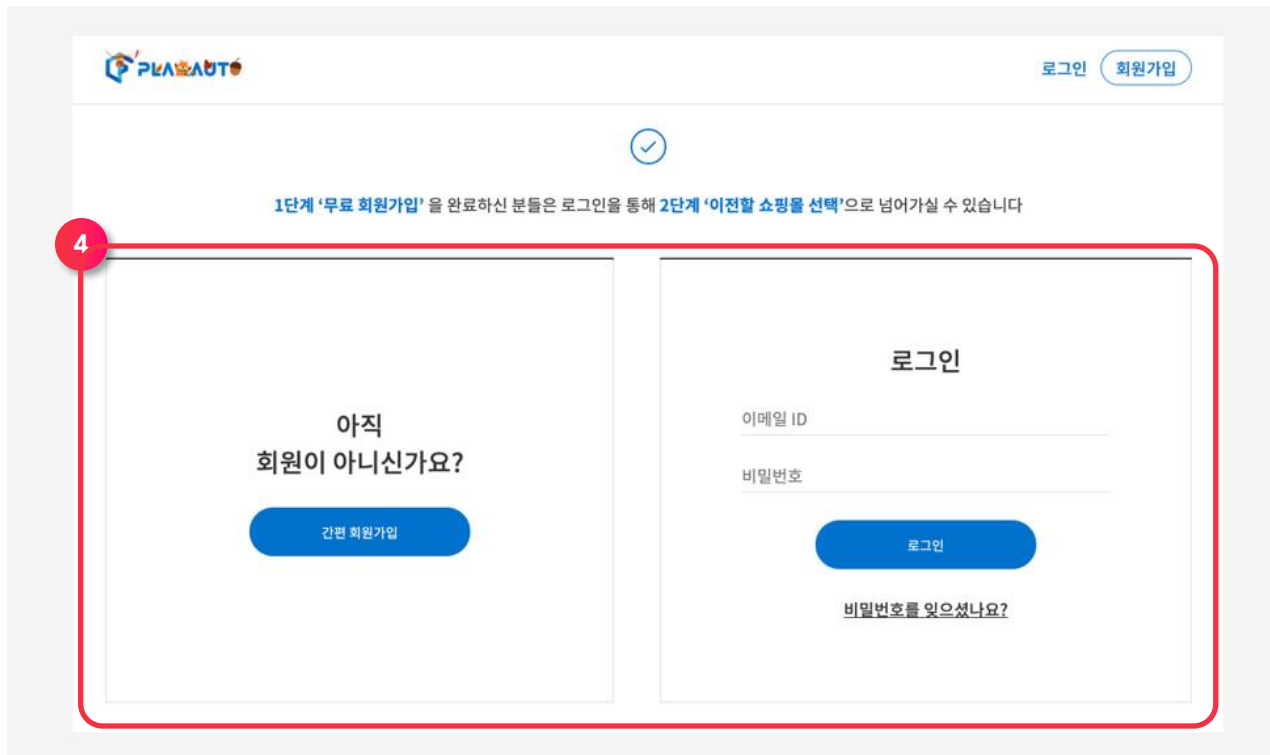 PLAYAUTO
로그인 회원가입
1단계 ‘무료 회원가입’ 을 완료하신 분들은 로그인을 통해 2단계 ‘이전할 쇼핑몰 선택’으로 넘어가실 수 있습니다
4
아직
회원이 아니신가요?
간편 회원가입
로그인
이메일 ID
비밀번호
로그인
비밀번호를 잊으셨나요?